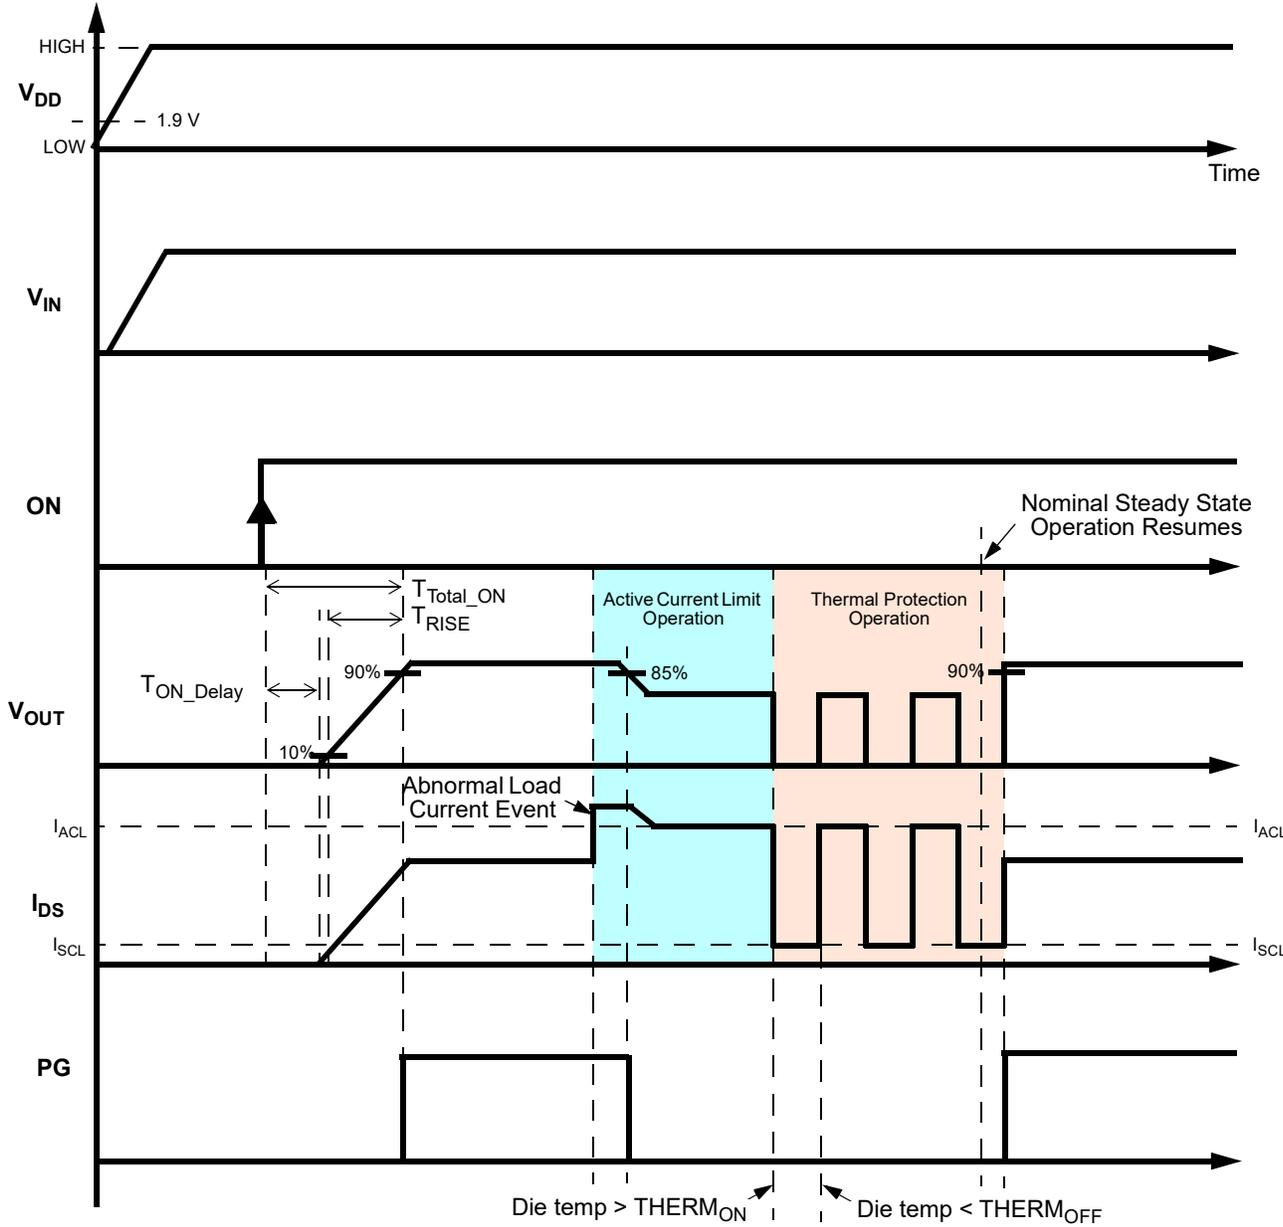 HIGH
VDD
1.9 V
LOW
Time
VIN
ON
Nominal Steady State
Operation Resumes
TTotal_ON
TRISE
Active Current Limit
Operation
Thermal Protection
Operation
90%
85%
90%
TON_Delay
VOUT
10%
Abnormal Load
Current Event
IACL
IACL
IDS
ISCL
ISCL
PG
Die temp > THERMON
Die temp < THERMOFF